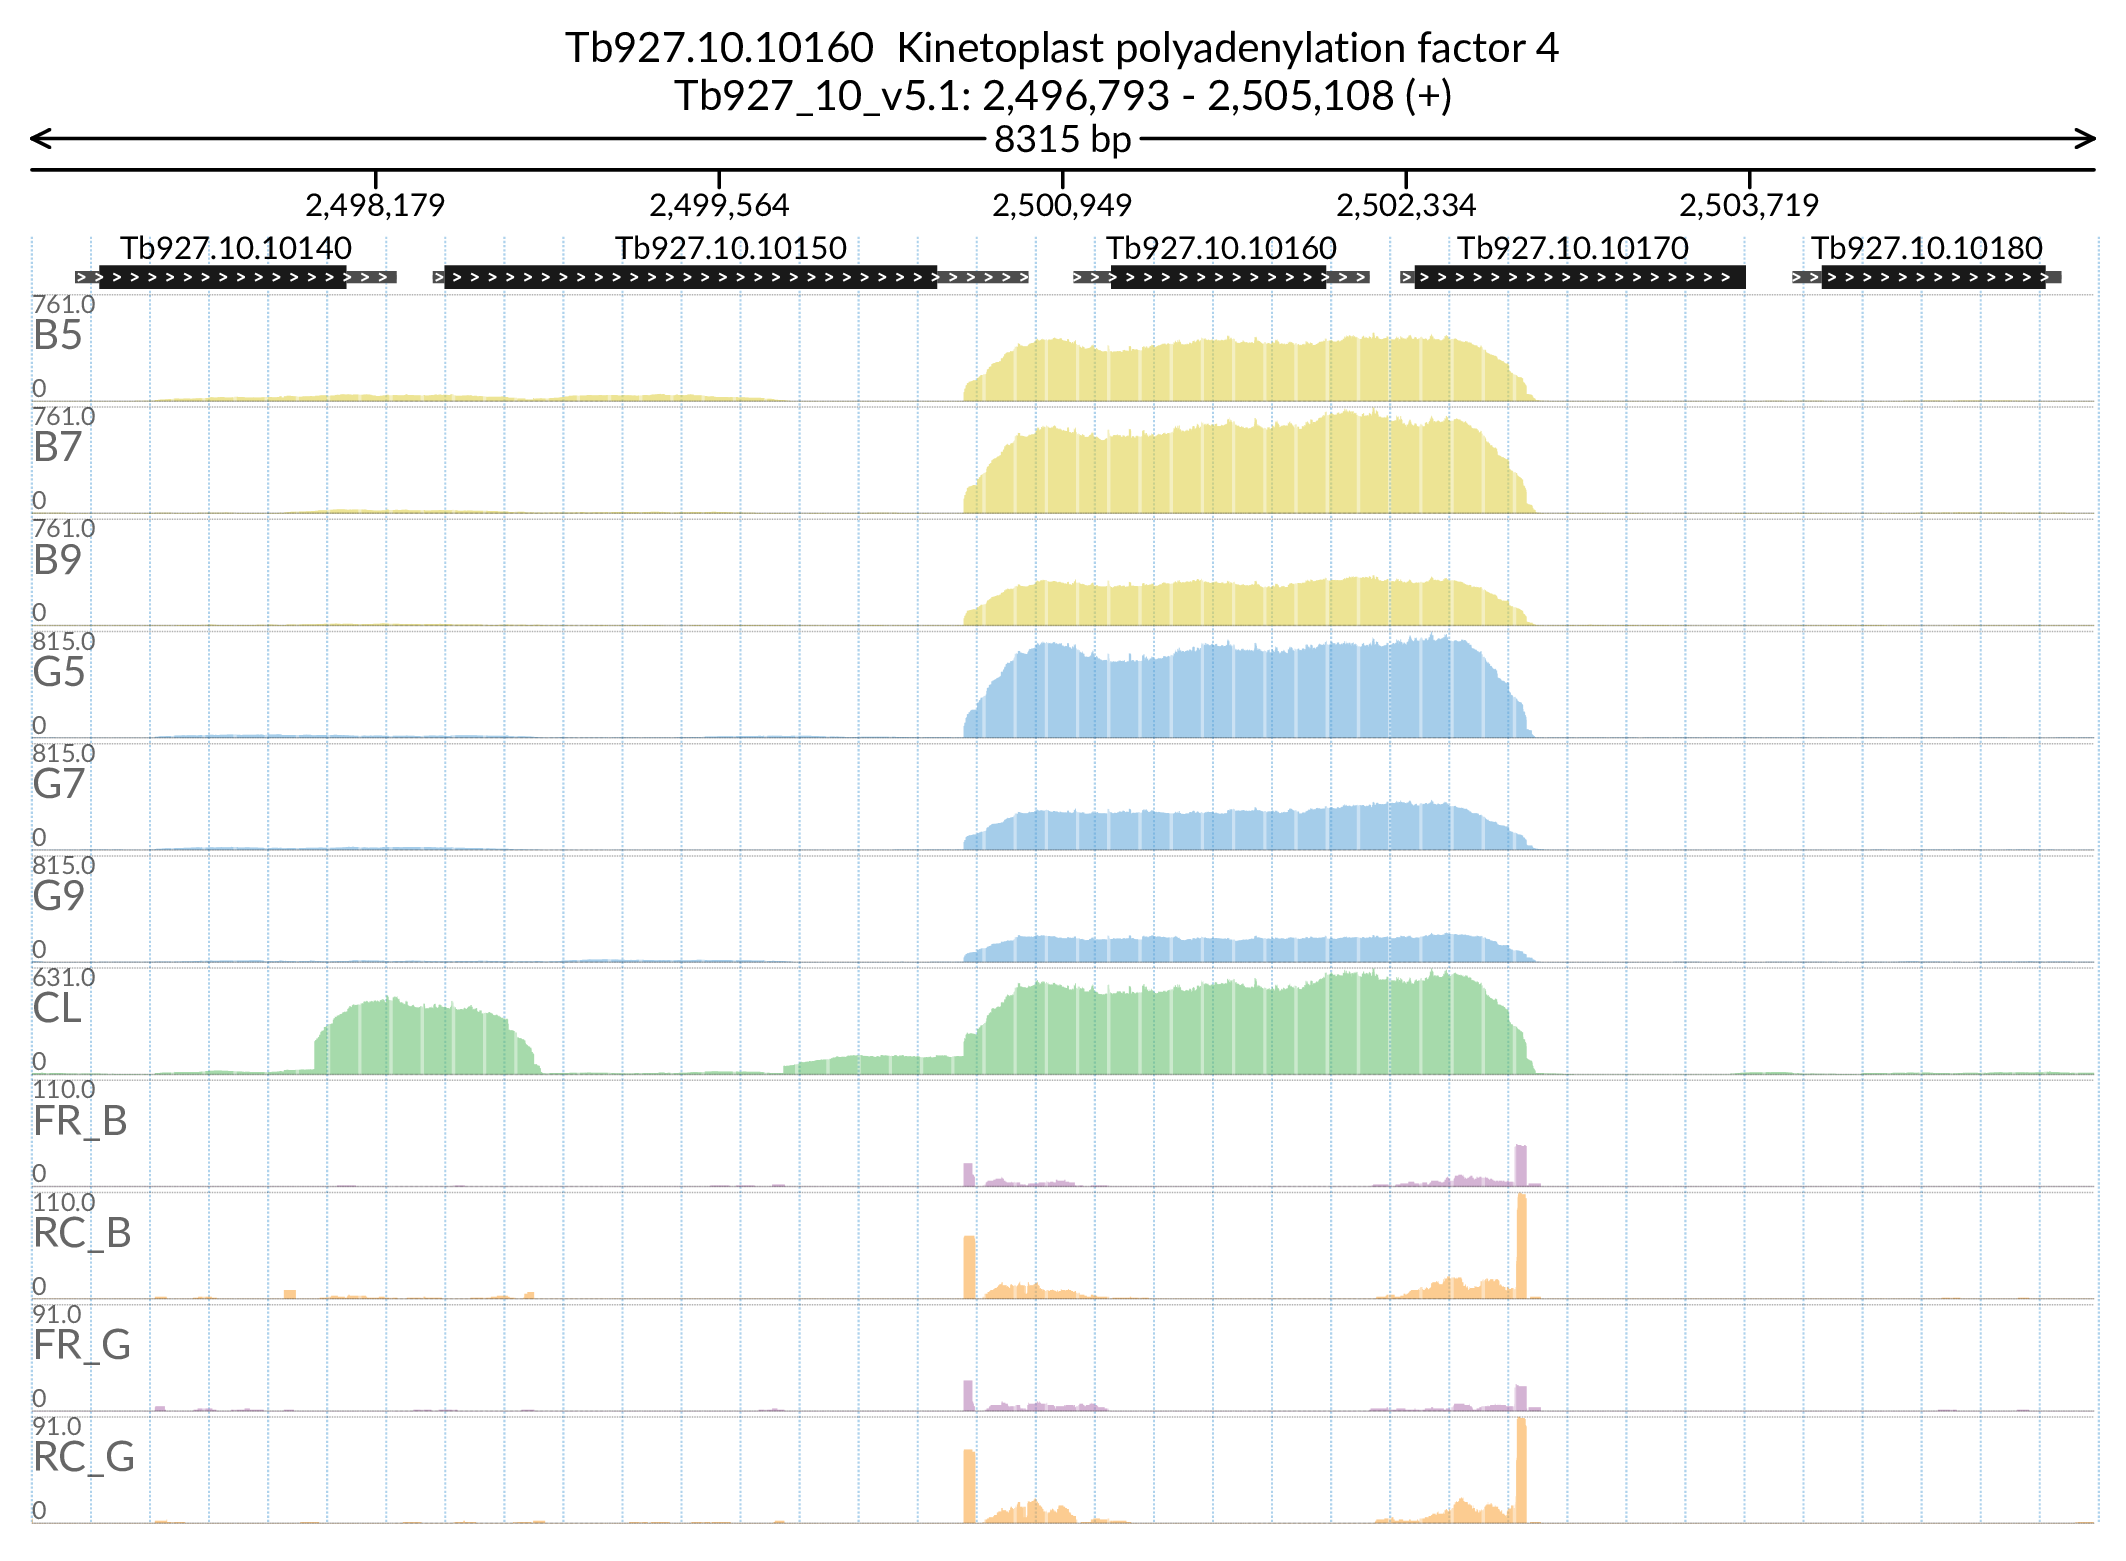 Tb927.10.10160  Kinetoplast polyadenylation factor 4
Tb927_10_v5.1: 2,496,793 - 2,505,108 (+)
8315 bp
2,498,179 2,499,564 2,500,949 2,502,334 2,503,719
Tb927.10.10140 Tb927.10.10150 Tb927.10.10160 Tb927.10.10170 Tb927.10.10180
761.0
B5
0
761.0
B7
0
761.0
B9
0
815.0
G5
0
815.0
G7
0
815.0
G9
0
631.0
CL
0
110.0
FR_B
0
110.0
RC_B
0
91.0
FR_G
0
91.0
RC_G
0